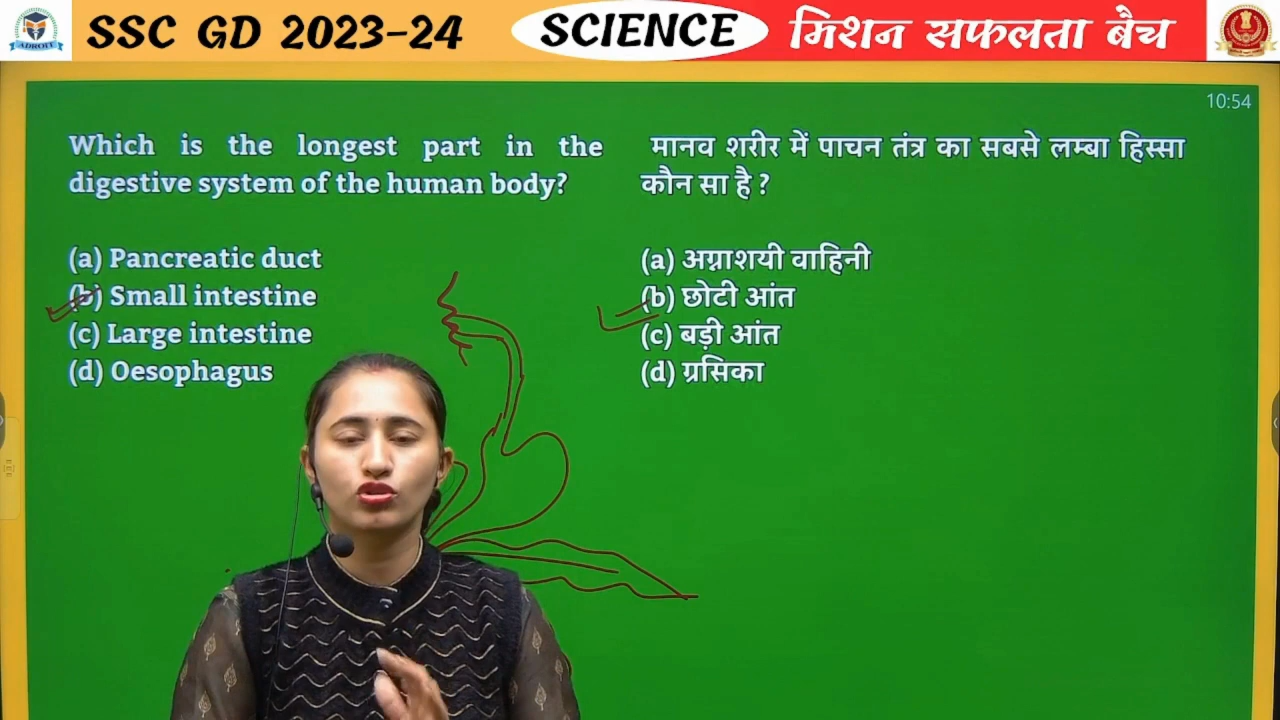 SSC GD 2023-24
SCIENCE
मिशन सफलता बैच
ADROIT
10:54
Which is the longest part in the
digestive system of the human body?
(a) Pancreatic duct
(b) Small intestine
(c) Large intestine
(d) Oesophagus
मानव शरीर में पाचन तंत्र का सबसे लम्बा हिस्सा
कौन सा है ?
(a) अग्नाशयी वाहिनी
(b) छोटी आंत
(c) बड़ी आंत
(d) ग्रसिका